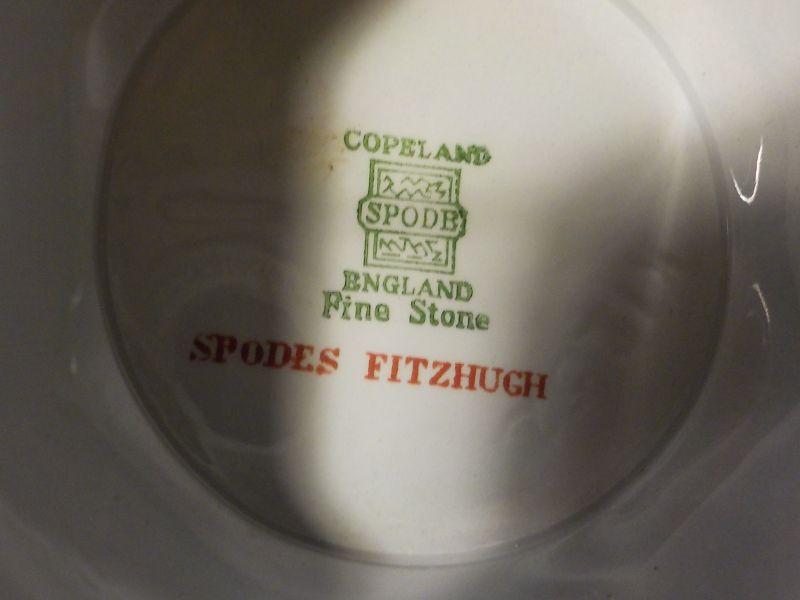 COPELAND
SPODE
ENGLAND
Fine Stone
SPODES FITZHUGH